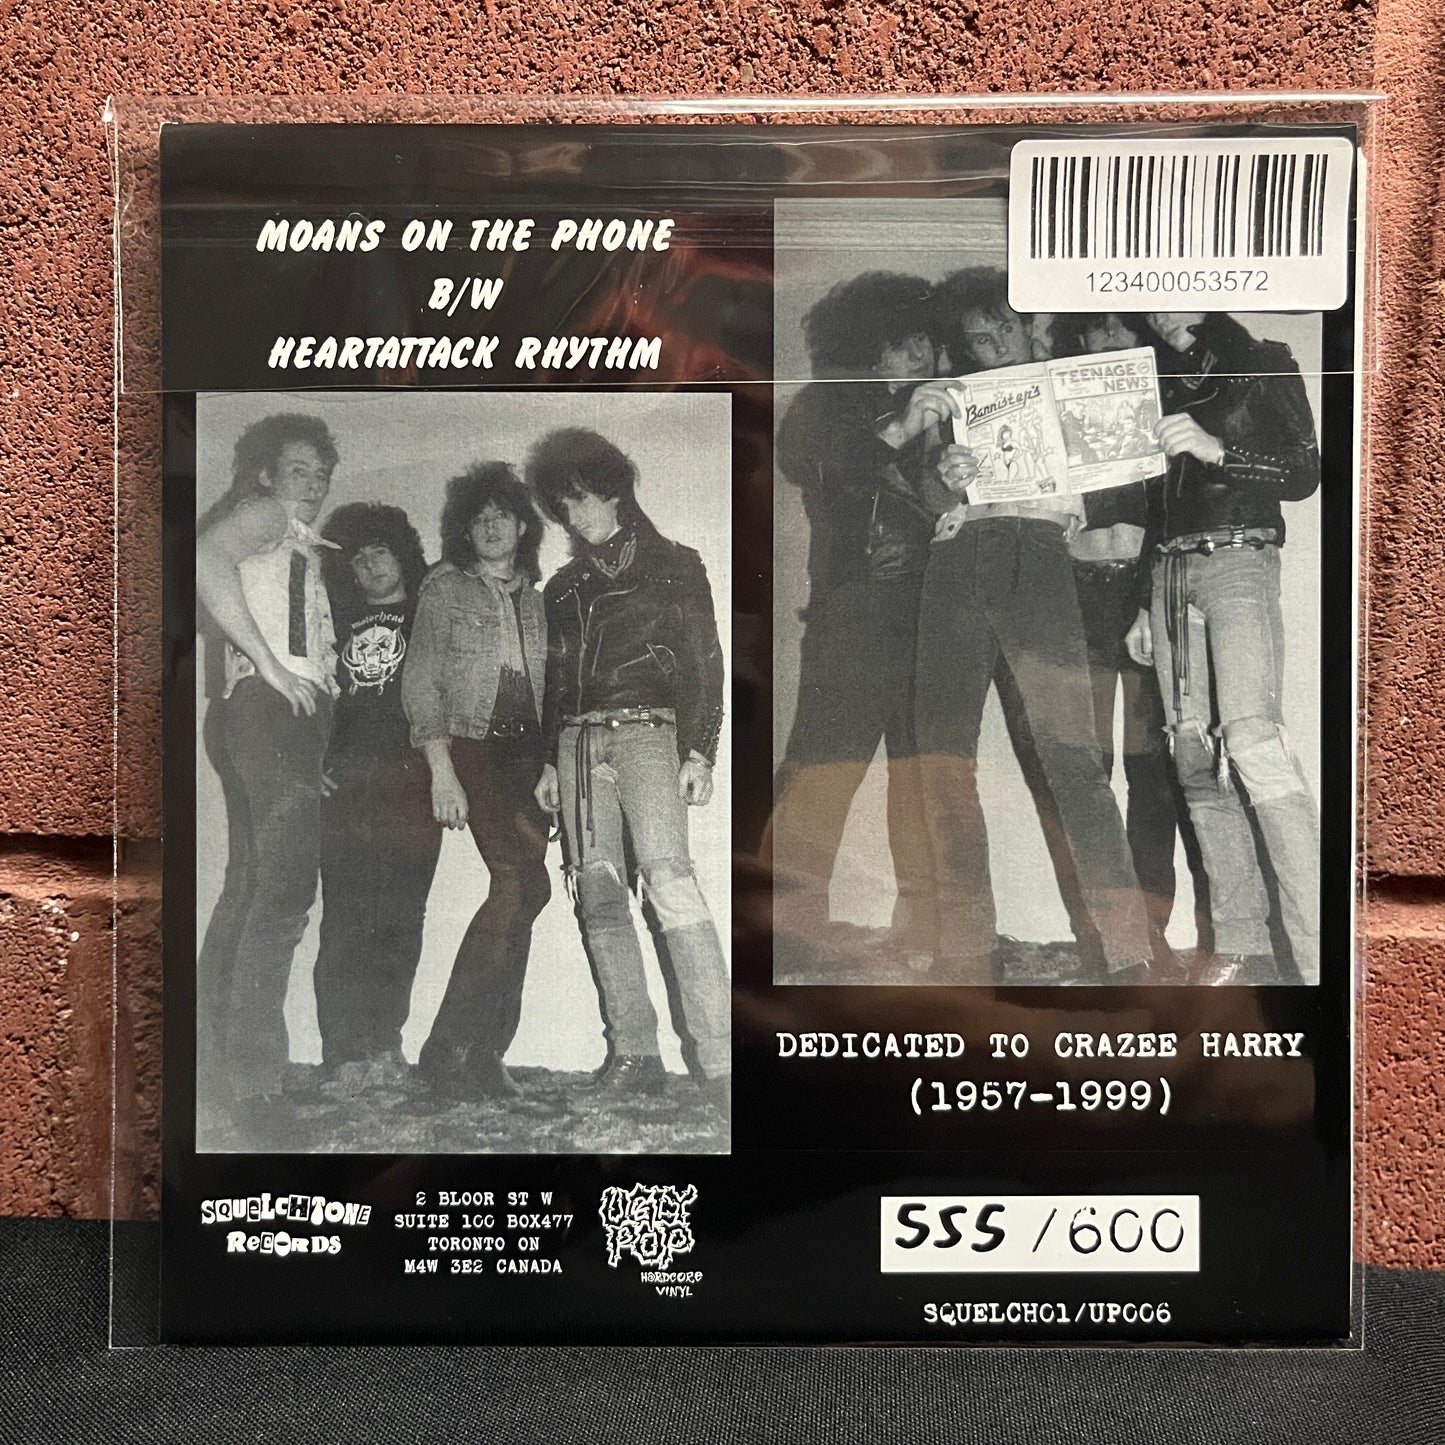 MOANS ON THE PHONE
B/W
HEARTATTACK RHYTHM
123400053572
Bannister's
TEENAGE
NEWS
Motorhead
DEDICATED TO CRAZEE HARRY
(1957-1999)
SQUELCHTONE
RECORDS
2 BLOOR ST W
SUITE 100 BOX477
TORONTO ON
M4W 3E2 CANADA
UGLY
POP
HARDCORE
VINYL
555 /600
SQUELCH01/UP006